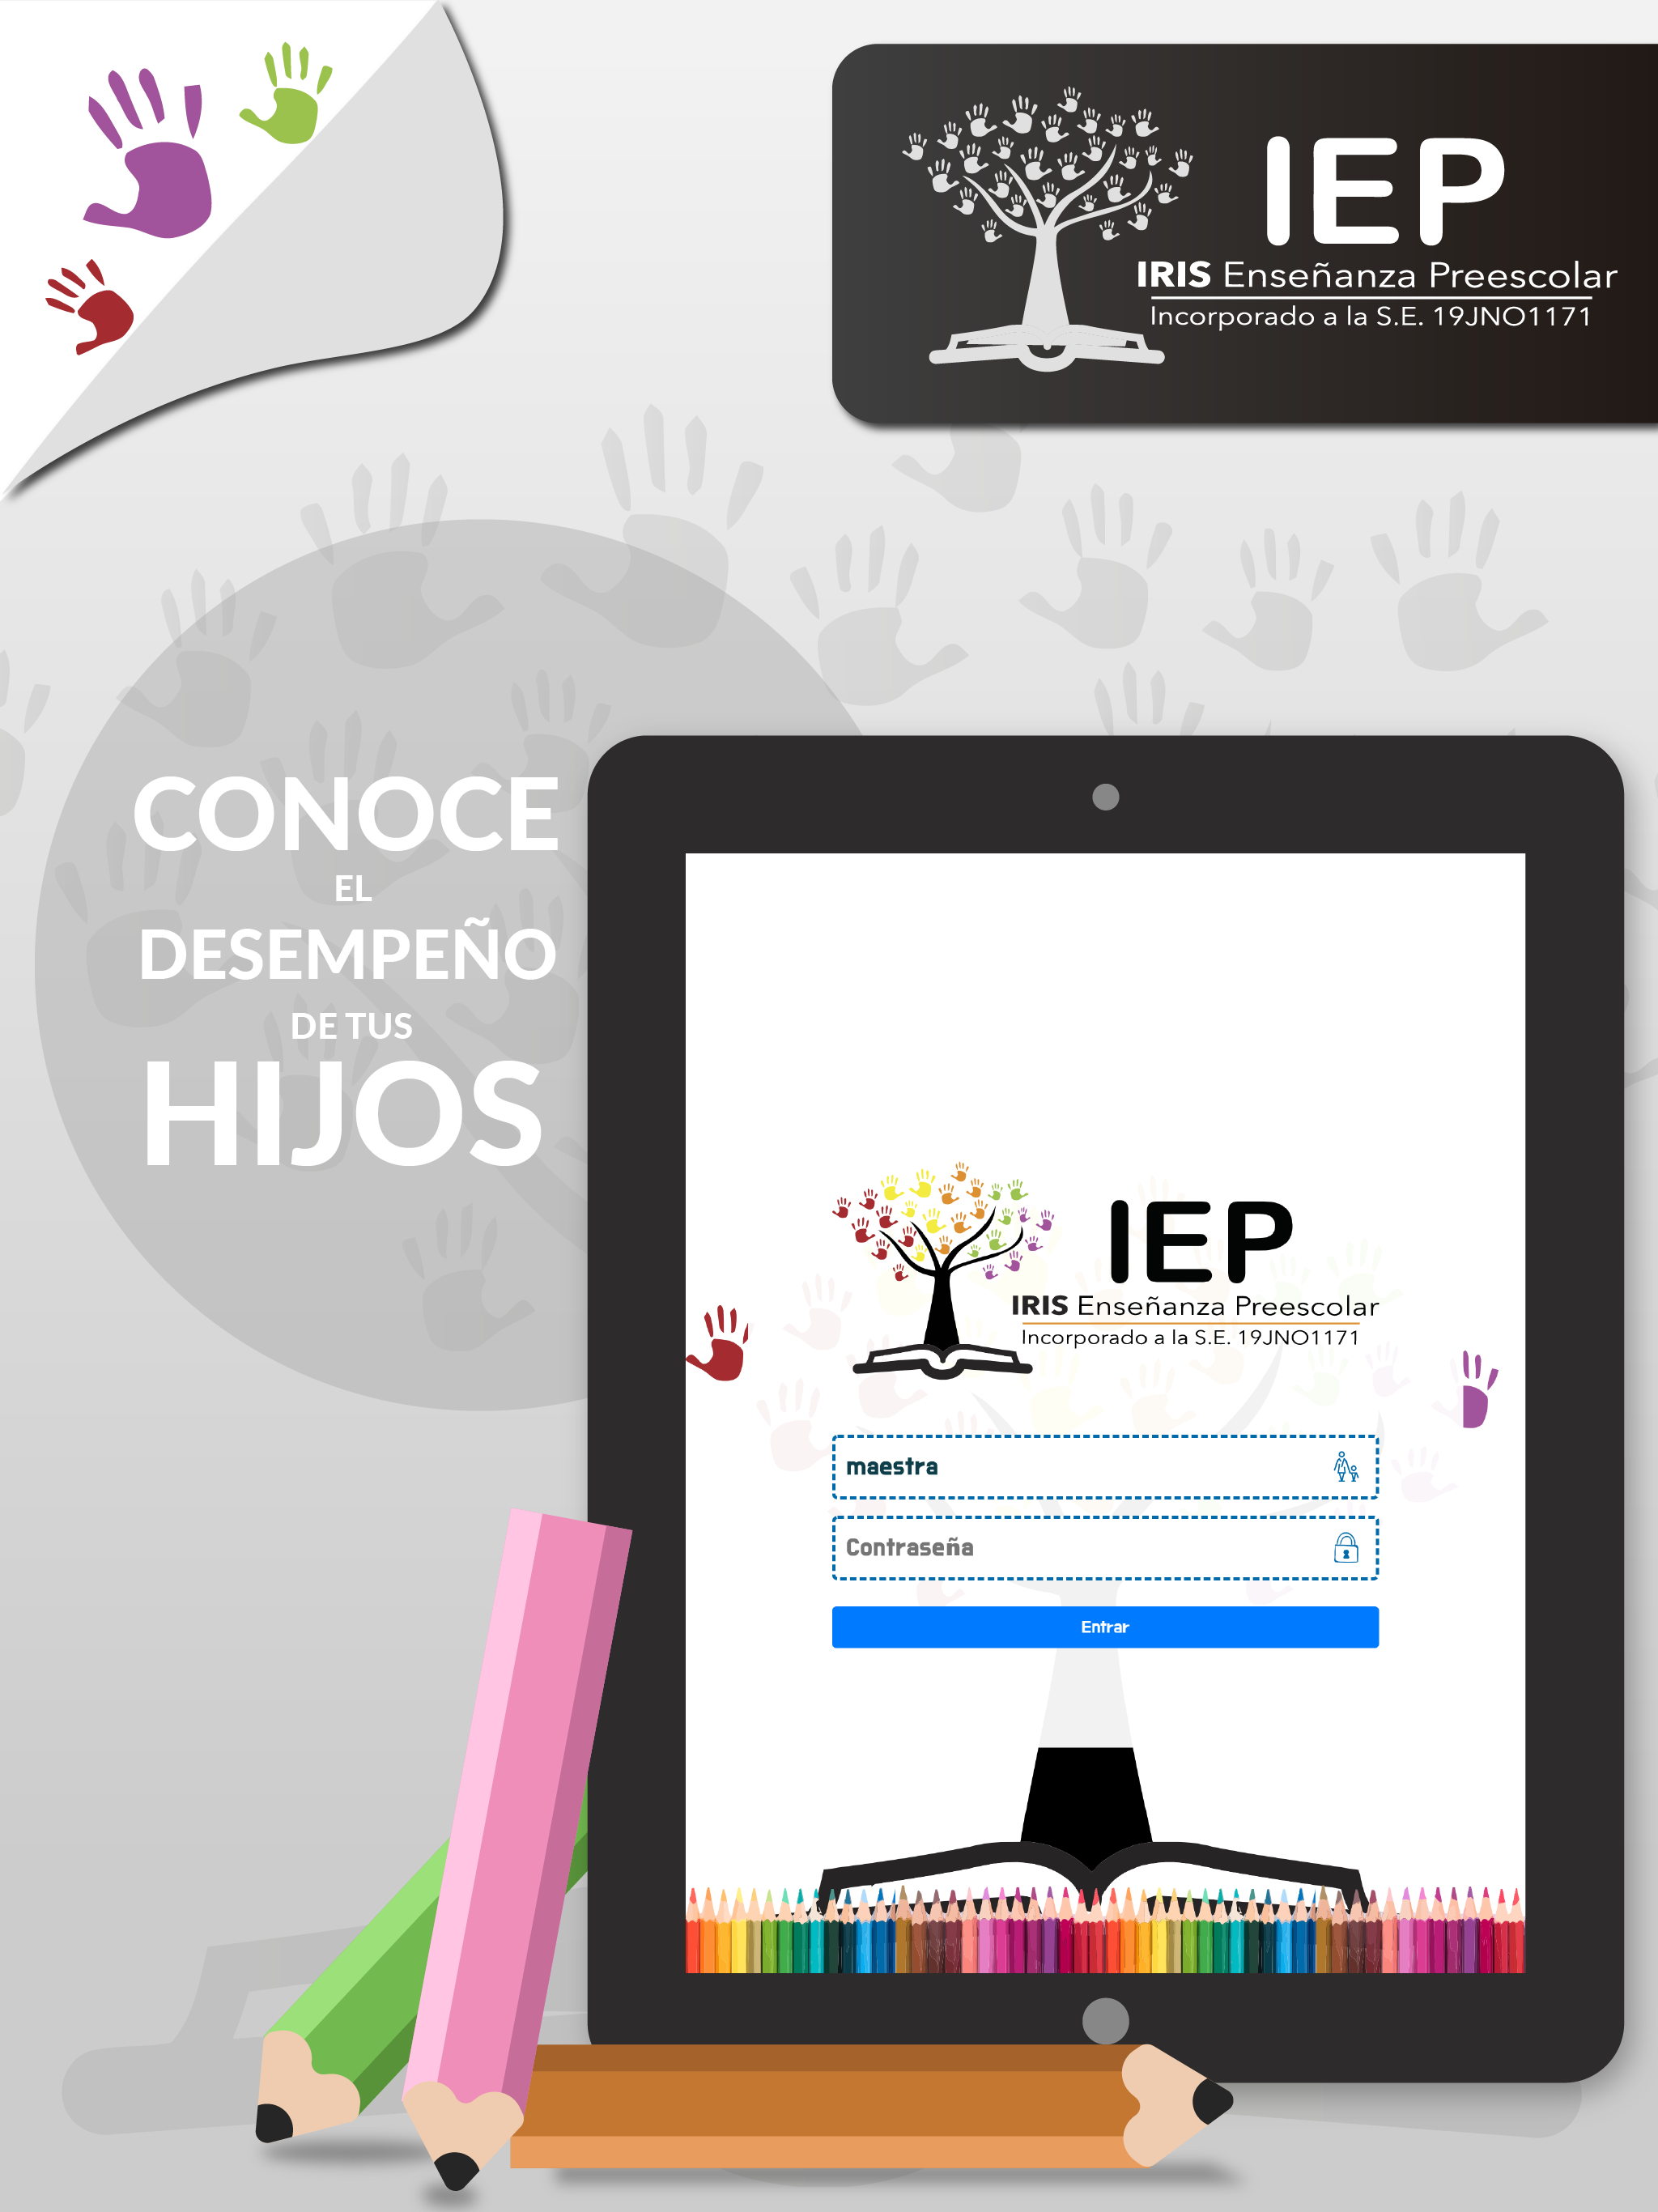 IEP
IRIS Enseñanza Preescolar
Incorporado a la S.E. 19JNO1171
CONOCE
EL
DESEMPEÑO
DE TUS
HIJOS
IEP
IRIS Enseñanza Preescolar
Incorporado a la S.E. 19JNO1171
maestra
Contraseña
Entrar